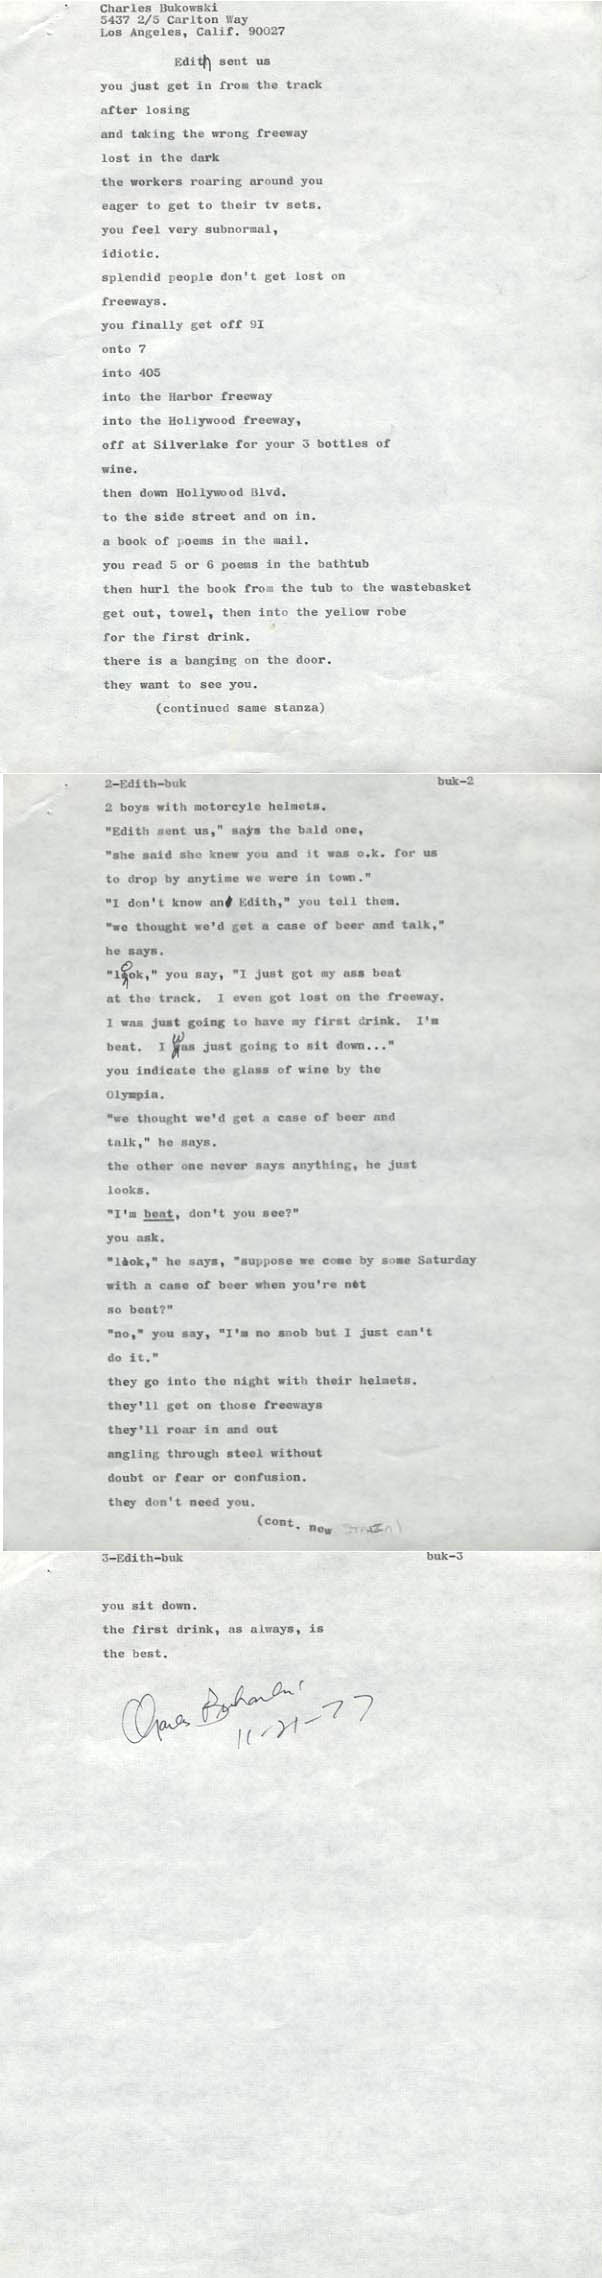 Charles Bukowski
5437 2/5 Carlton Way
Los Angeles, Calif. 90027
Edith sent us
you just get in from the track
after losing
and taking the wrong freeway
lost in the dark
the workers roaring around you
eager to get to their tv sets.
you feel very subnormal,
idiotic.
splendid people don't get lost on
freeways.
you finally get off 9I
onto 7
into 405
into the Harbor freeway
into the Hollywood freeway,
off at Silverlake for your 3 bottles of
wine.
then down Hollywood Blvd.
to the side street and on in.
a book of poems in the mail.
you read 5 or 6 poems in the bathtub
then hurl the book from the tub to the wastebasket
get out, towel, then into the yellow robe
for the first drink.
there is a banging on the door.
they want to see you.
(continued same stanza)
2-Edith-buk buk-2
2 boys with motorcyle helmets.
"Edith sent us," says the bald one,
"she said she knew you and it was o.k. for us
to drop by anytime we were in town."
"I don't know an Edith," you tell them.
"we thought we'd get a case of beer and talk,"
he says.
"look," you say, "I just got my ass beat
at the track. I even got lost on the freeway.
I was just going to have my first drink. I'm
beat. I was just going to sit down..."
you indicate the glass of wine by the
Olympia.
"we thought we'd get a case of beer and
talk," he says.
the other one never says anything, he just
looks.
"I'm beat, don't you see?"
you ask.
"look," he says, "suppose we come by some Saturday
with a case of beer when you're not
so beat?"
"no," you say, "I'm no snob but I just can't
do it."
they go into the night with their helmets.
they'll get on those freeways
they'll roar in and out
angling through steel without
doubt or fear or confusion.
they don't need you.
(cont. new stanza)
3-Edith-buk buk-3
you sit down.
the first drink, as always, is
the best.
Charles Bukowski
11-21-77